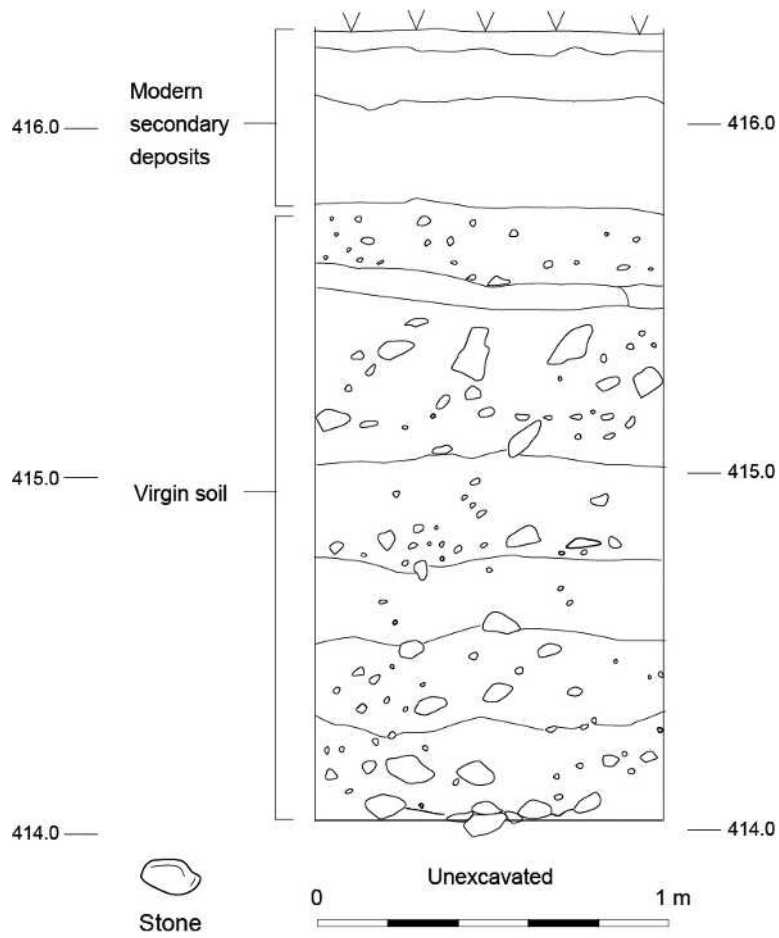 Modern
secondary
deposits
416.0
416.0
415.0
Virgin soil
415.0
414.0
414.0
Unexcavated
0
1 m
Stone